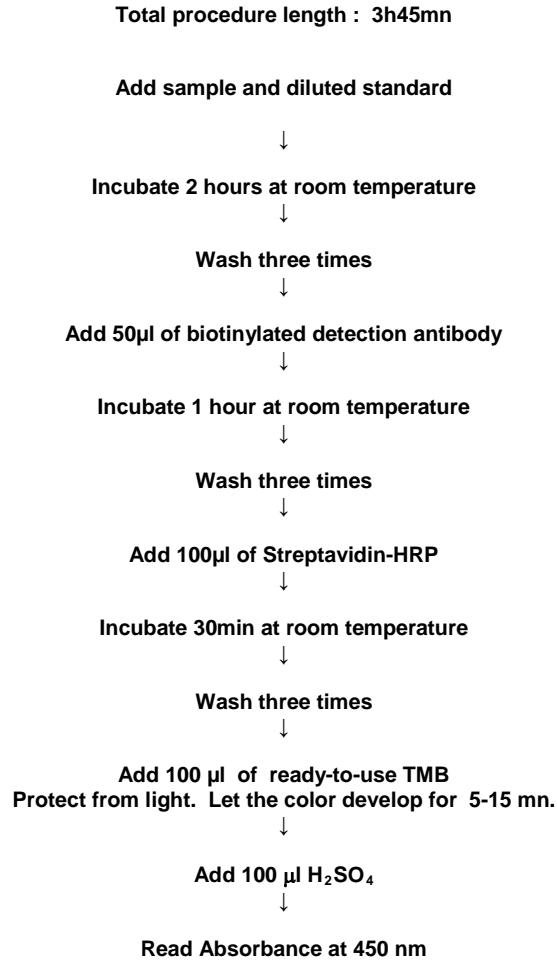 Total procedure length : 3h45mn
Add sample and diluted standard
↓
Incubate 2 hours at room temperature
↓
Wash three times
↓
Add 50µl of biotinylated detection antibody
↓
Incubate 1 hour at room temperature
↓
Wash three times
↓
Add 100µl of Streptavidin-HRP
↓
Incubate 30min at room temperature
↓
Wash three times
↓
Add 100 µl of ready-to-use TMB
Protect from light. Let the color develop for 5-15 mn.
↓
Add 100 µl H₂SO₄
↓
Read Absorbance at 450 nm